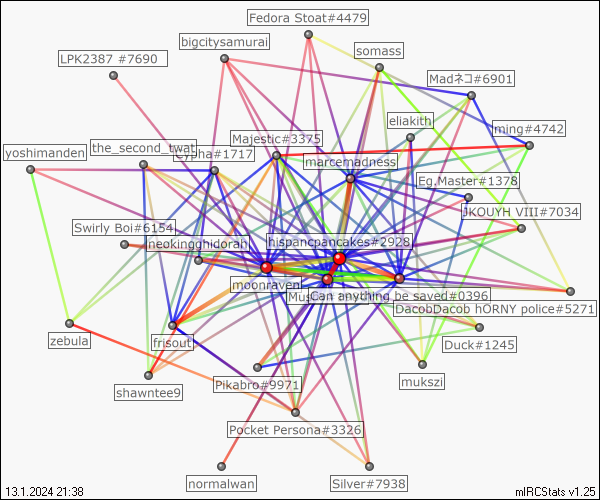 Fedora Stoat#4479
bigcitysamurai
somass
LPK2387 #7690
Madネコ#6901
eliakith
ming#4742
Majestic#3375
the_second_twat
yoshimanden
Cypha#1717
marcemadness
Eg.Master#1378
JKOUYH VIII#7034
Swirly Boi#6154
neokingghidorah
hispancpancakes#2928
moonraven
Can anything be saved#0396
DacobDacob hORNY police#5271
zebula
frisout
Duck#1245
shawntee9
Pikabro#9971
mukszi
Pocket Persona#3326
normalwan
Silver#7938
13.1.2024 21:38
mIRCStats v1.25